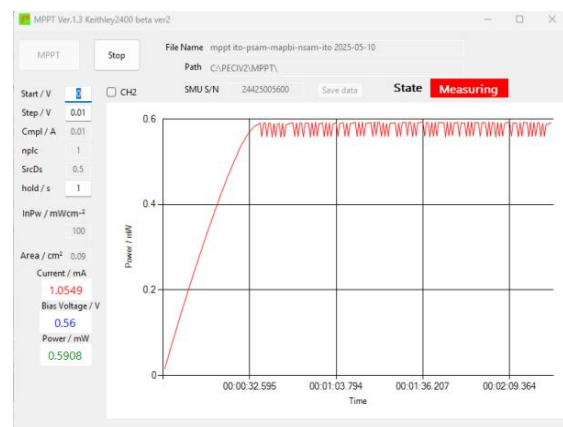 MPPT Ver.1.3 Keithley2400 beta ver2
MPPT Stop File Name mppt ito-psam-mapbi-nsam-ito 2025-05-10
Path C:\PECIV2\MPPT\
Start / V 0 CH2 SMU S/N 24425005600 Save data State Measuring
Step / V 0.01
Cmpl / A 0.01
nplc 1
SrcDs 0.5
hold / s 1
InPw / mWcm⁻²
100
Area / cm² 0.09
Current / mA
1.0549
Bias Voltage / V
0.56
Power / mW
0.5908
0.6
0.4
0.2
0
Power / mW
00:00:32.595 00:01:03.794 00:01:36.207 00:02:09.364
Time